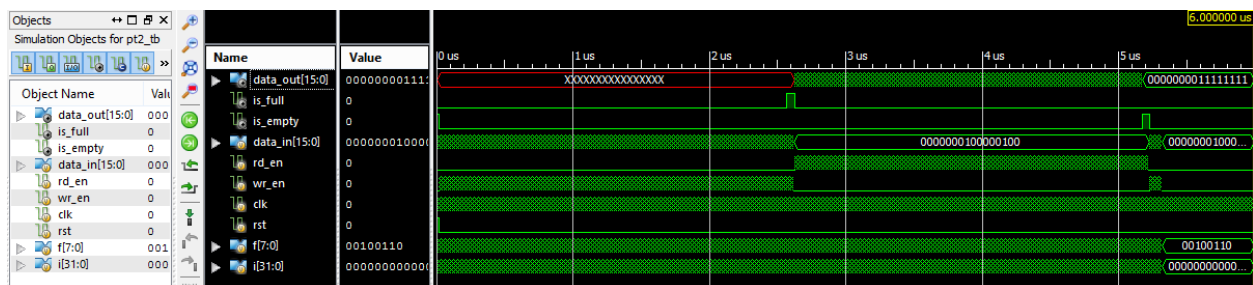 Objects
Simulation Objects for pt2_tb
Object Name Valu
data_out[15:0] 000
is_full 0
is_empty 0
data_in[15:0] 000
rd_en 0
wr_en 0
clk 0
rst 0
f[7:0] 001
i[31:0] 000
6.000000 us
Name Value 0 us 1 us 2 us 3 us 4 us 5 us
data_out[15:0] 0000000001111 XXXXXXXXXXXXXXXX 0000000011111111
is_full 0
is_empty 0
data_in[15:0] 0000000100000 0000000100000100 00000001000...
rd_en 0
wr_en 0
clk 0
rst 0
f[7:0] 00100110 00100110
i[31:0] 00000000000 00000000000...